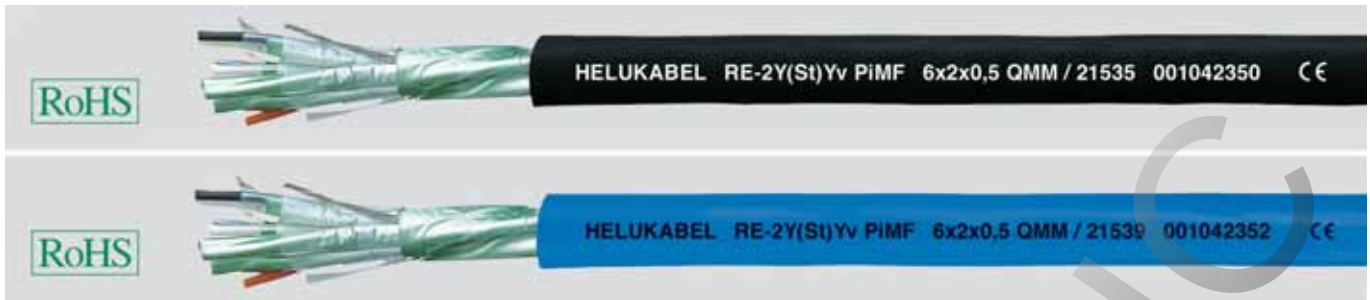 RoHS
HELUKABEL RE-2Y(St)Yv PiMF 6x2x0,5 QMM / 21535 001042350 CE
RoHS
HELUKABEL RE-2Y(St)Yv PiMF 6x2x0,5 QMM / 21539 001042352 CE